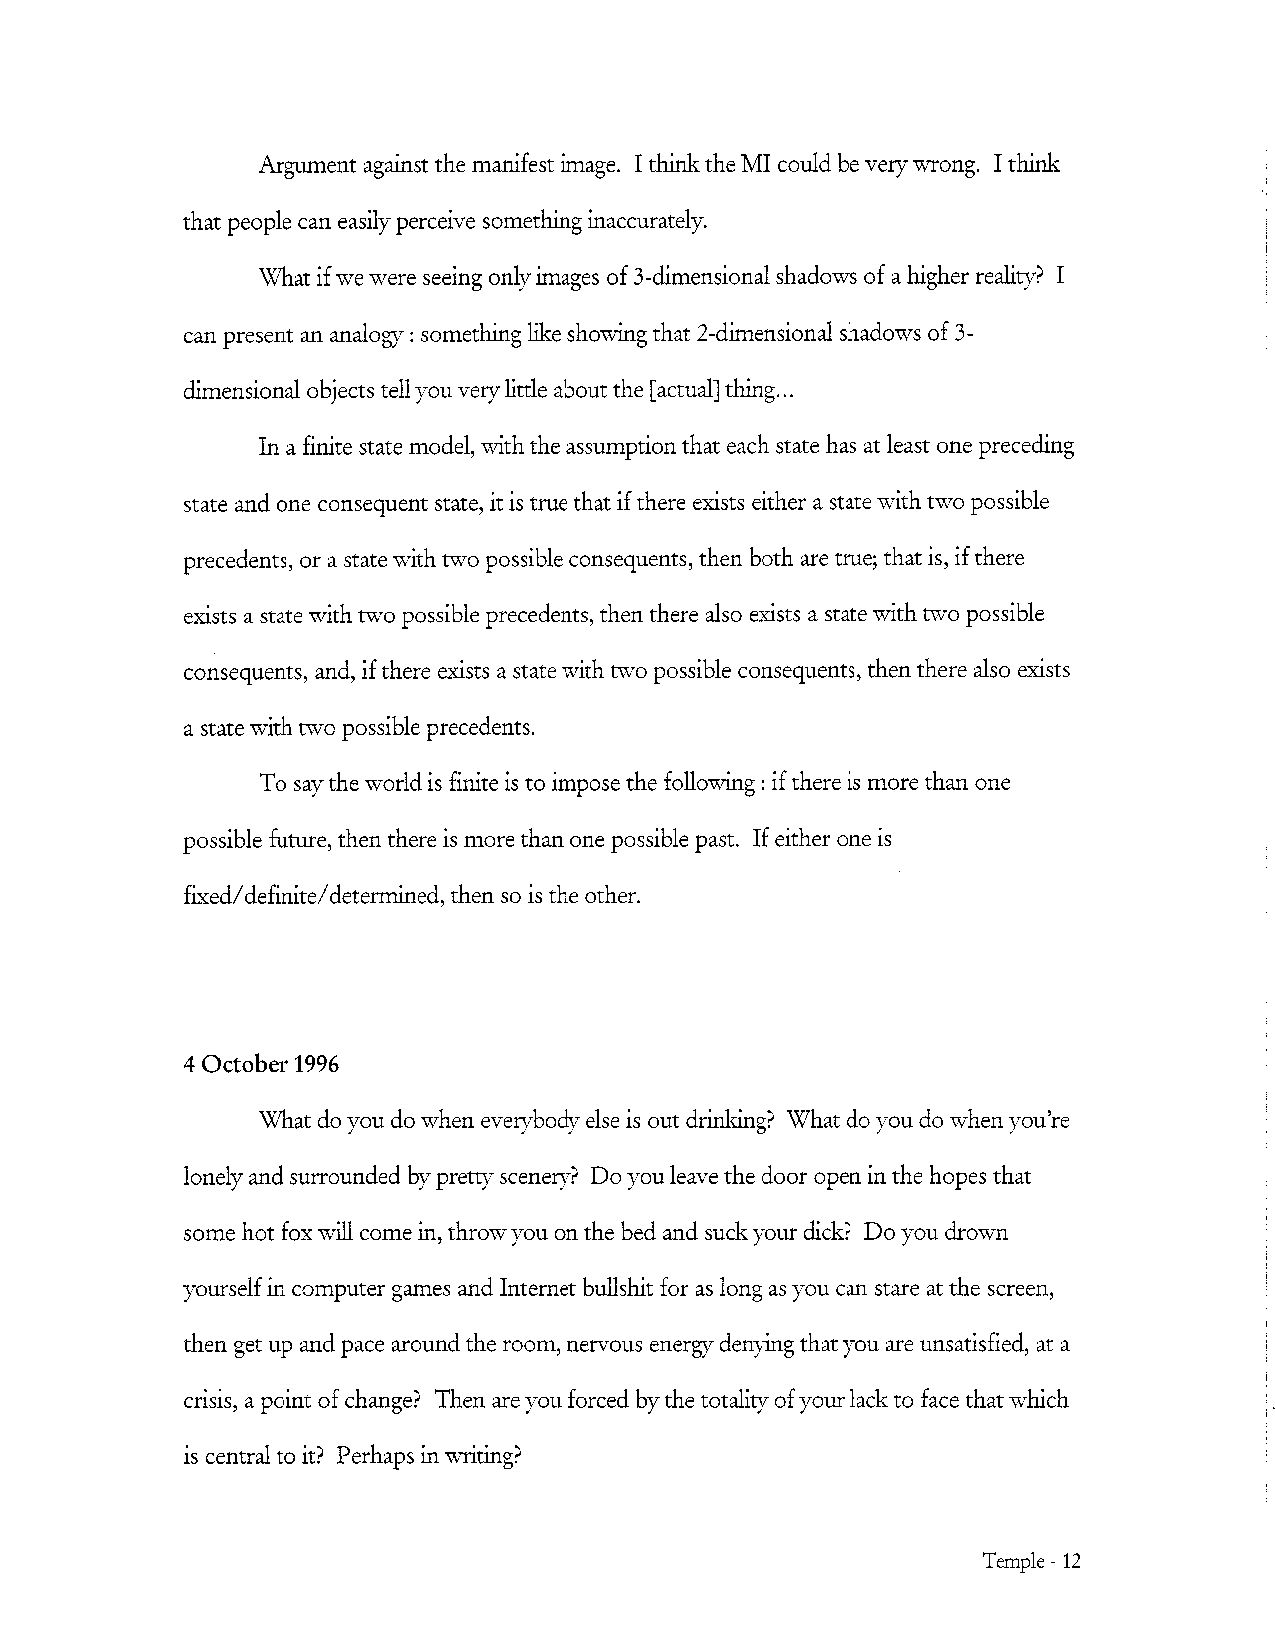 Argument against the manifest image.  I think the MI could be very wrong.  I think
that people can easily perceive something inaccurately.
What if we were seeing only images of 3-dimensional shadows of a higher reality?  I
can present an analogy : something like showing that 2-dimensional shadows of 3-
dimensional objects tell you very little about the [actual] thing...
In a finite state model, with the assumption that each state has at least one preceding
state and one consequent state, it is true that if there exists either a state with two possible
precedents, or a state with two possible consequents, then both are true; that is, if there
exists a state with two possible precedents, then there also exists a state with two possible
consequents, and, if there exists a state with two possible consequents, then there also exists
a state with two possible precedents.
To say the world is finite is to impose the following : if there is more than one
possible future, then there is more than one possible past.  If either one is
fixed/definite/determined, then so is the other.
4 October 1996
What do you do when everybody else is out drinking?  What do you do when you're
lonely and surrounded by pretty scenery?  Do you leave the door open in the hopes that
some hot fox will come in, throw you on the bed and suck your dick?  Do you drown
yourself in computer games and Internet bullshit for as long as you can stare at the screen,
then get up and pace around the room, nervous energy denying that you are unsatisfied, at a
crisis, a point of change?  Then are you forced by the totality of your lack to face that which
is central to it?  Perhaps in writing?
Temple - 12